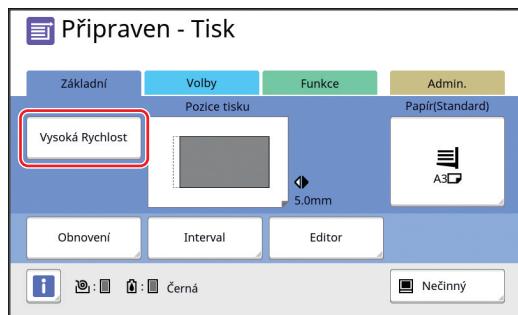 Připraven - Tisk
Základní
Volby
Funkce
Admin.
Pozice tisku
Papír(Standard)
Vysoká Rychlost
A3
5.0mm
Obnovení
Interval
Editor
i
:
:
Černá
Nečinný